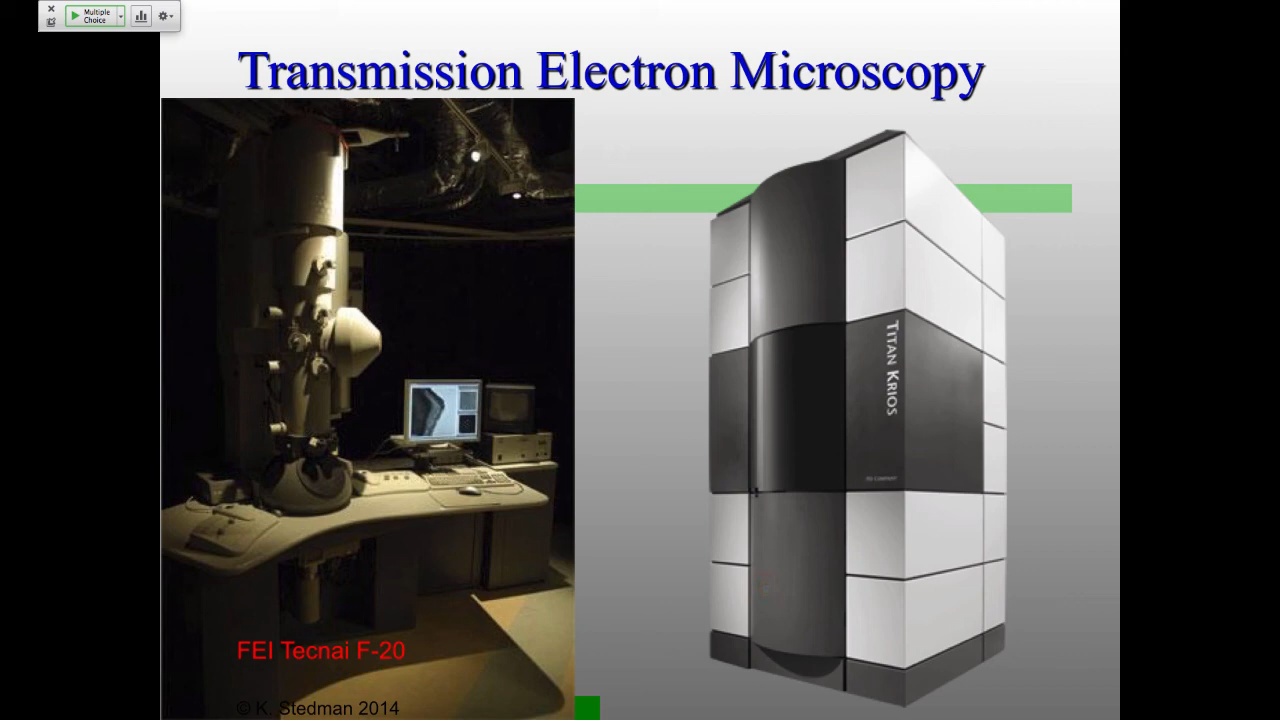 Multiple
Choice
Transmission Electron Microscopy
TITAN KRIOS
FEI Tecnai F-20
© K. Stedman 2014